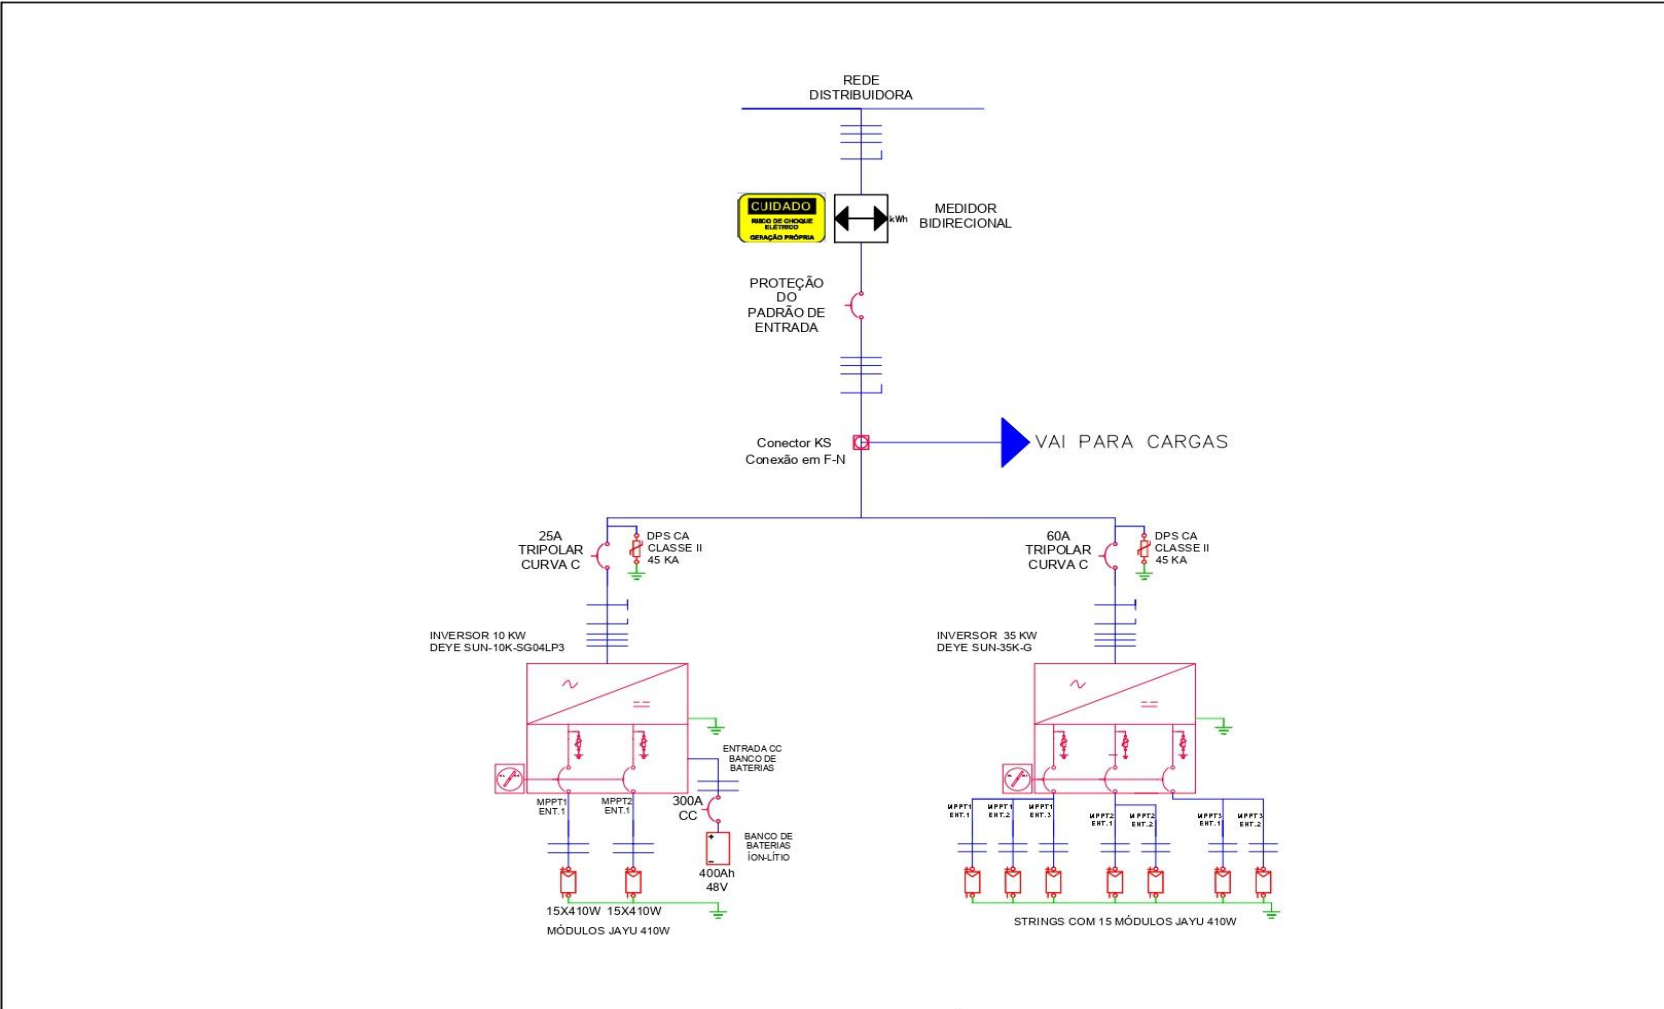 REDE
DISTRIBUIDORA
CUIDADO
RISCO DE CHOQUE
ELÉTRICO
GERAÇÃO PRÓPRIA
kWh
MEDIDOR
BIDIRECIONAL
PROTEÇÃO
DO
PADRÃO DE
ENTRADA
Conector KS
Conexão em F-N
VAI PARA CARGAS
25A
TRIPOLAR
CURVA C
DPS CA
CLASSE II
45 KA
60A
TRIPOLAR
CURVA C
DPS CA
CLASSE II
45 KA
INVERSOR 10 KW
DEYE SUN-10K-SG04LP3
INVERSOR 35 KW
DEYE SUN-35K-G
ENTRADA CC
BANCO DE
BATERIAS
MPPT1
ENT.1
MPPT2
ENT.1
300A
CC
BANCO DE
BATERIAS
ÍON-LÍTIO
400Ah
48V
15X410W 15X410W
MÓDULOS JAYU 410W
MPPT1
ENT.1
MPPT1
ENT.2
MPPT1
ENT.3
MPPT2
ENT.1
MPPT2
ENT.2
MPPT3
ENT.1
MPPT3
ENT.2
STRINGS COM 15 MÓDULOS JAYU 410W